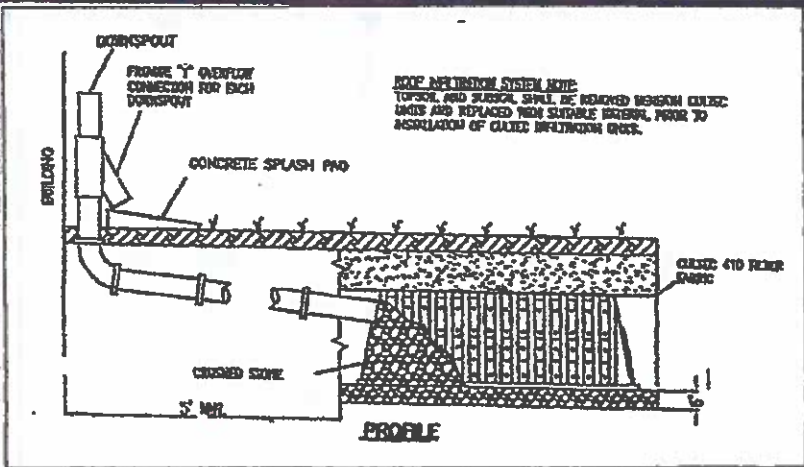 DOWNSPOUT
PROVIDE "Y" OVERFLOW
CONNECTION FOR EACH
DOWNSPOUT
ROOF INFILTRATION SYSTEM NOTE:
TOPSOIL AND SUBSOIL SHALL BE REMOVED BENEATH CULTEC
UNITS AND REPLACED WITH SUITABLE MATERIAL PRIOR TO
INSTALLATION OF CULTEC INFILTRATION UNITS.
BUILDING
CONCRETE SPLASH PAD
CULTEC 410 FILTER
FABRIC
CRUSHED STONE
5' MIN.
6"
PROFILE